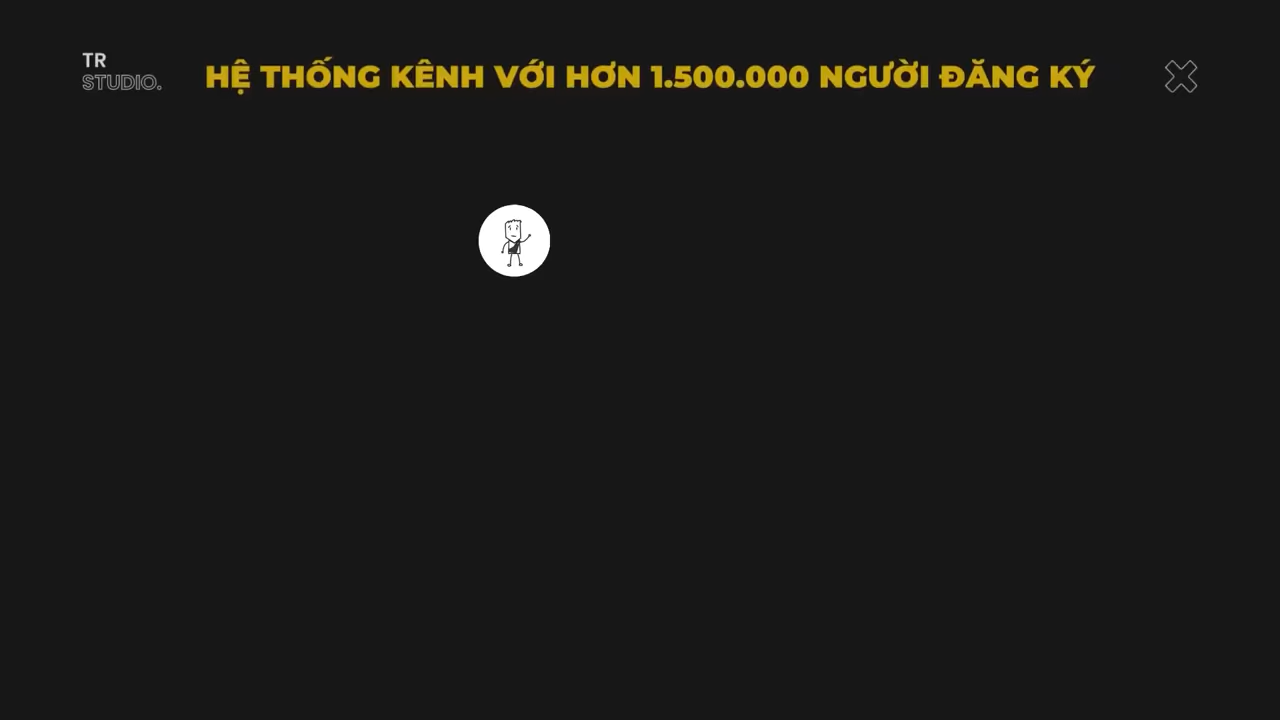 TR
STUDIO.
HỆ THỐNG KÊNH VỚI HƠN 1.500.000 NGƯỜI ĐĂNG KÝ